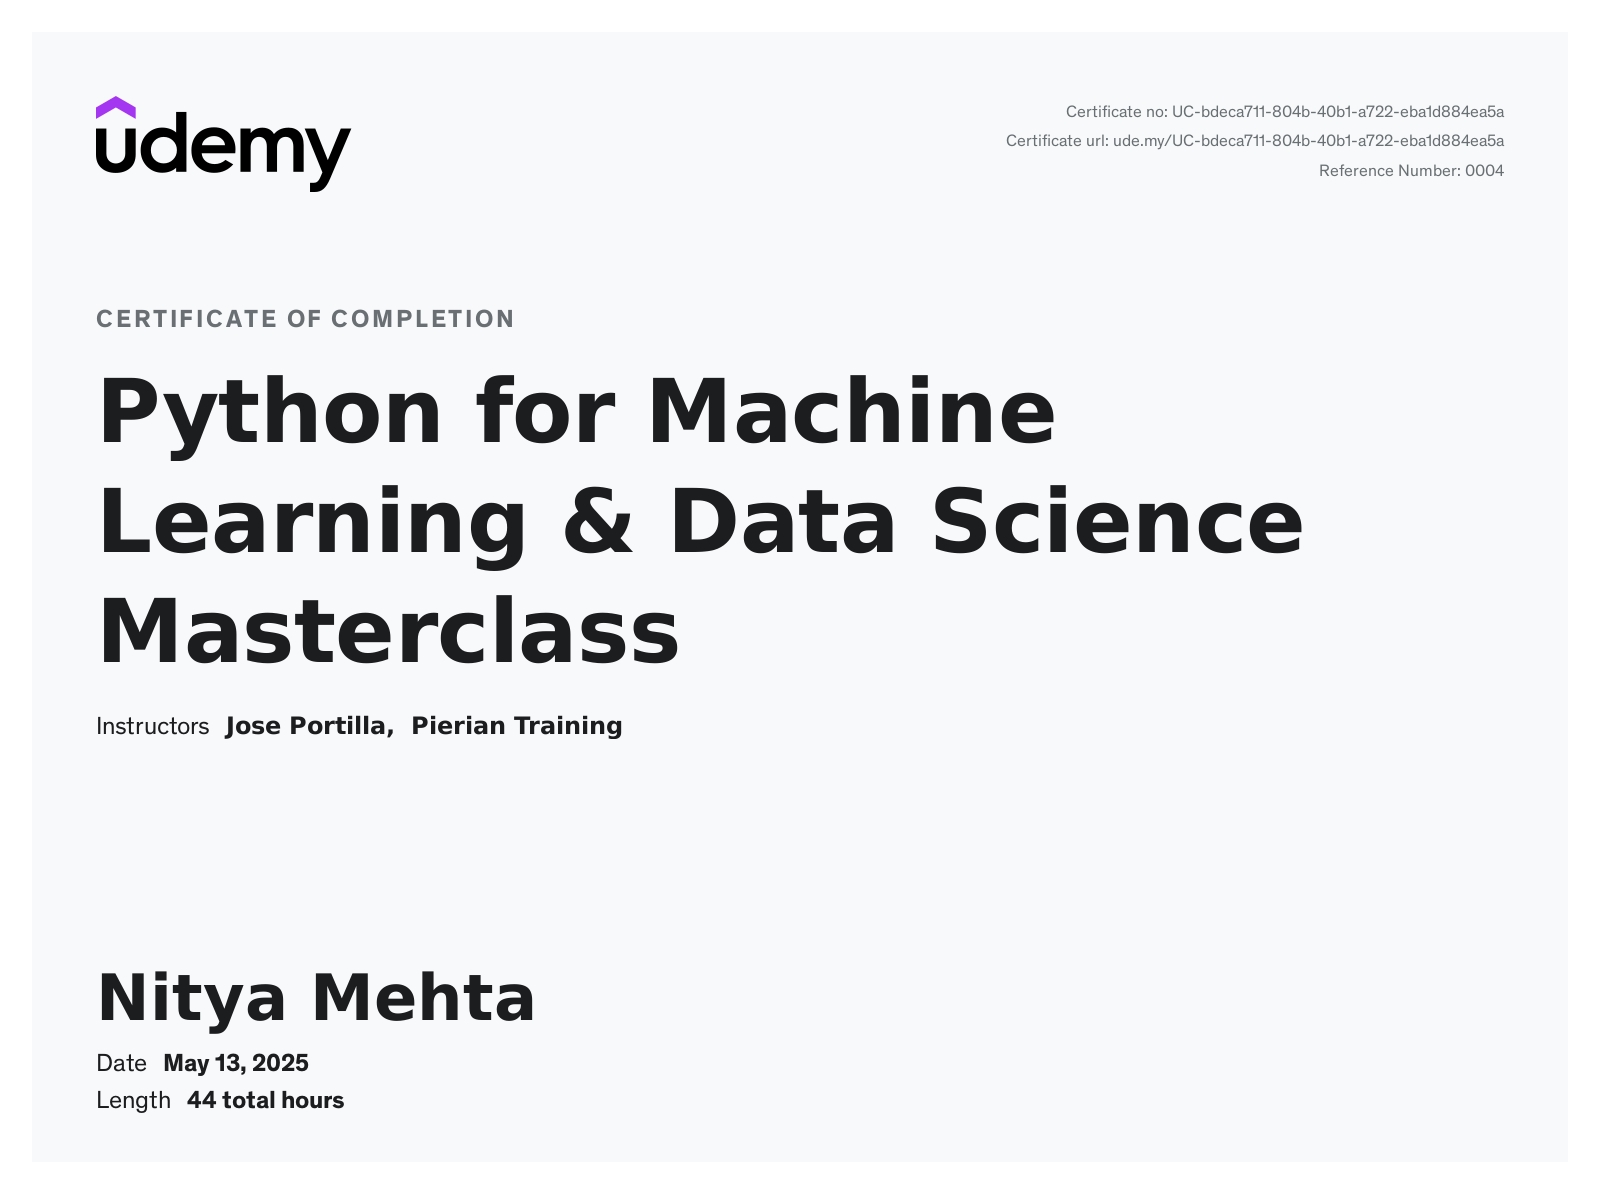 udemy
Certificate no: UC-bdeca711-804b-40b1-a722-eba1d884ea5a
Certificate url: ude.my/UC-bdeca711-804b-40b1-a722-eba1d884ea5a
Reference Number: 0004
CERTIFICATE OF COMPLETION
Python for Machine
Learning & Data Science
Masterclass
Instructors Jose Portilla, Pierian Training
Nitya Mehta
Date May 13, 2025
Length 44 total hours